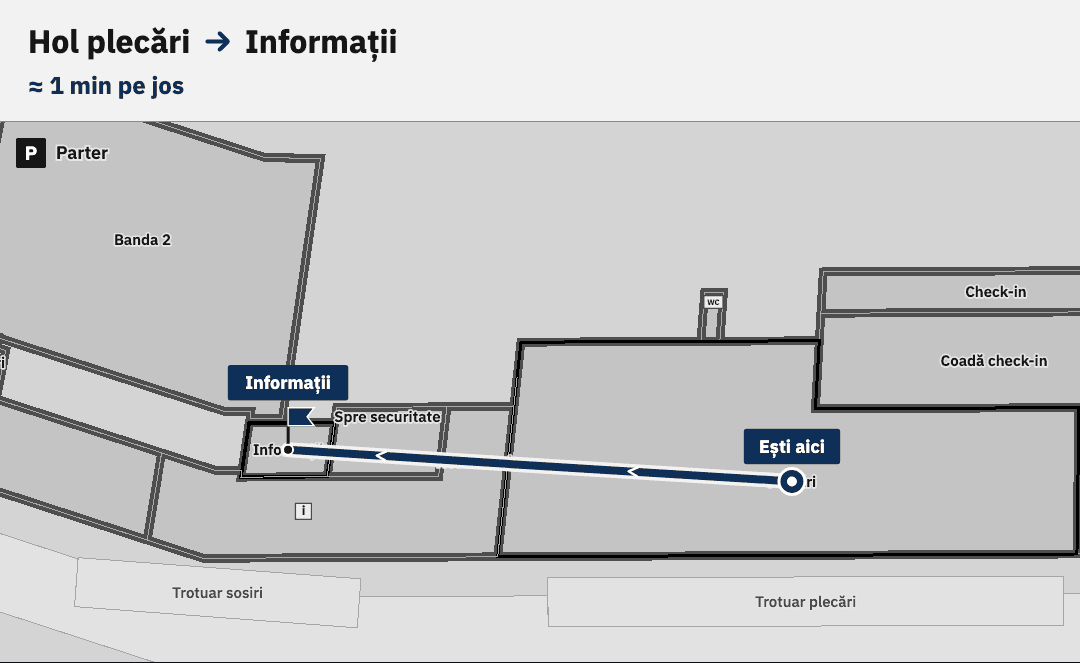 Hol plecări → Informații
≈ 1 min pe jos
P Parter
Banda 2
WC
Check-in
Coadă check-in
Informații
Spre securitate
Info
Ești aici
ri
i
Trotuar sosiri
Trotuar plecări